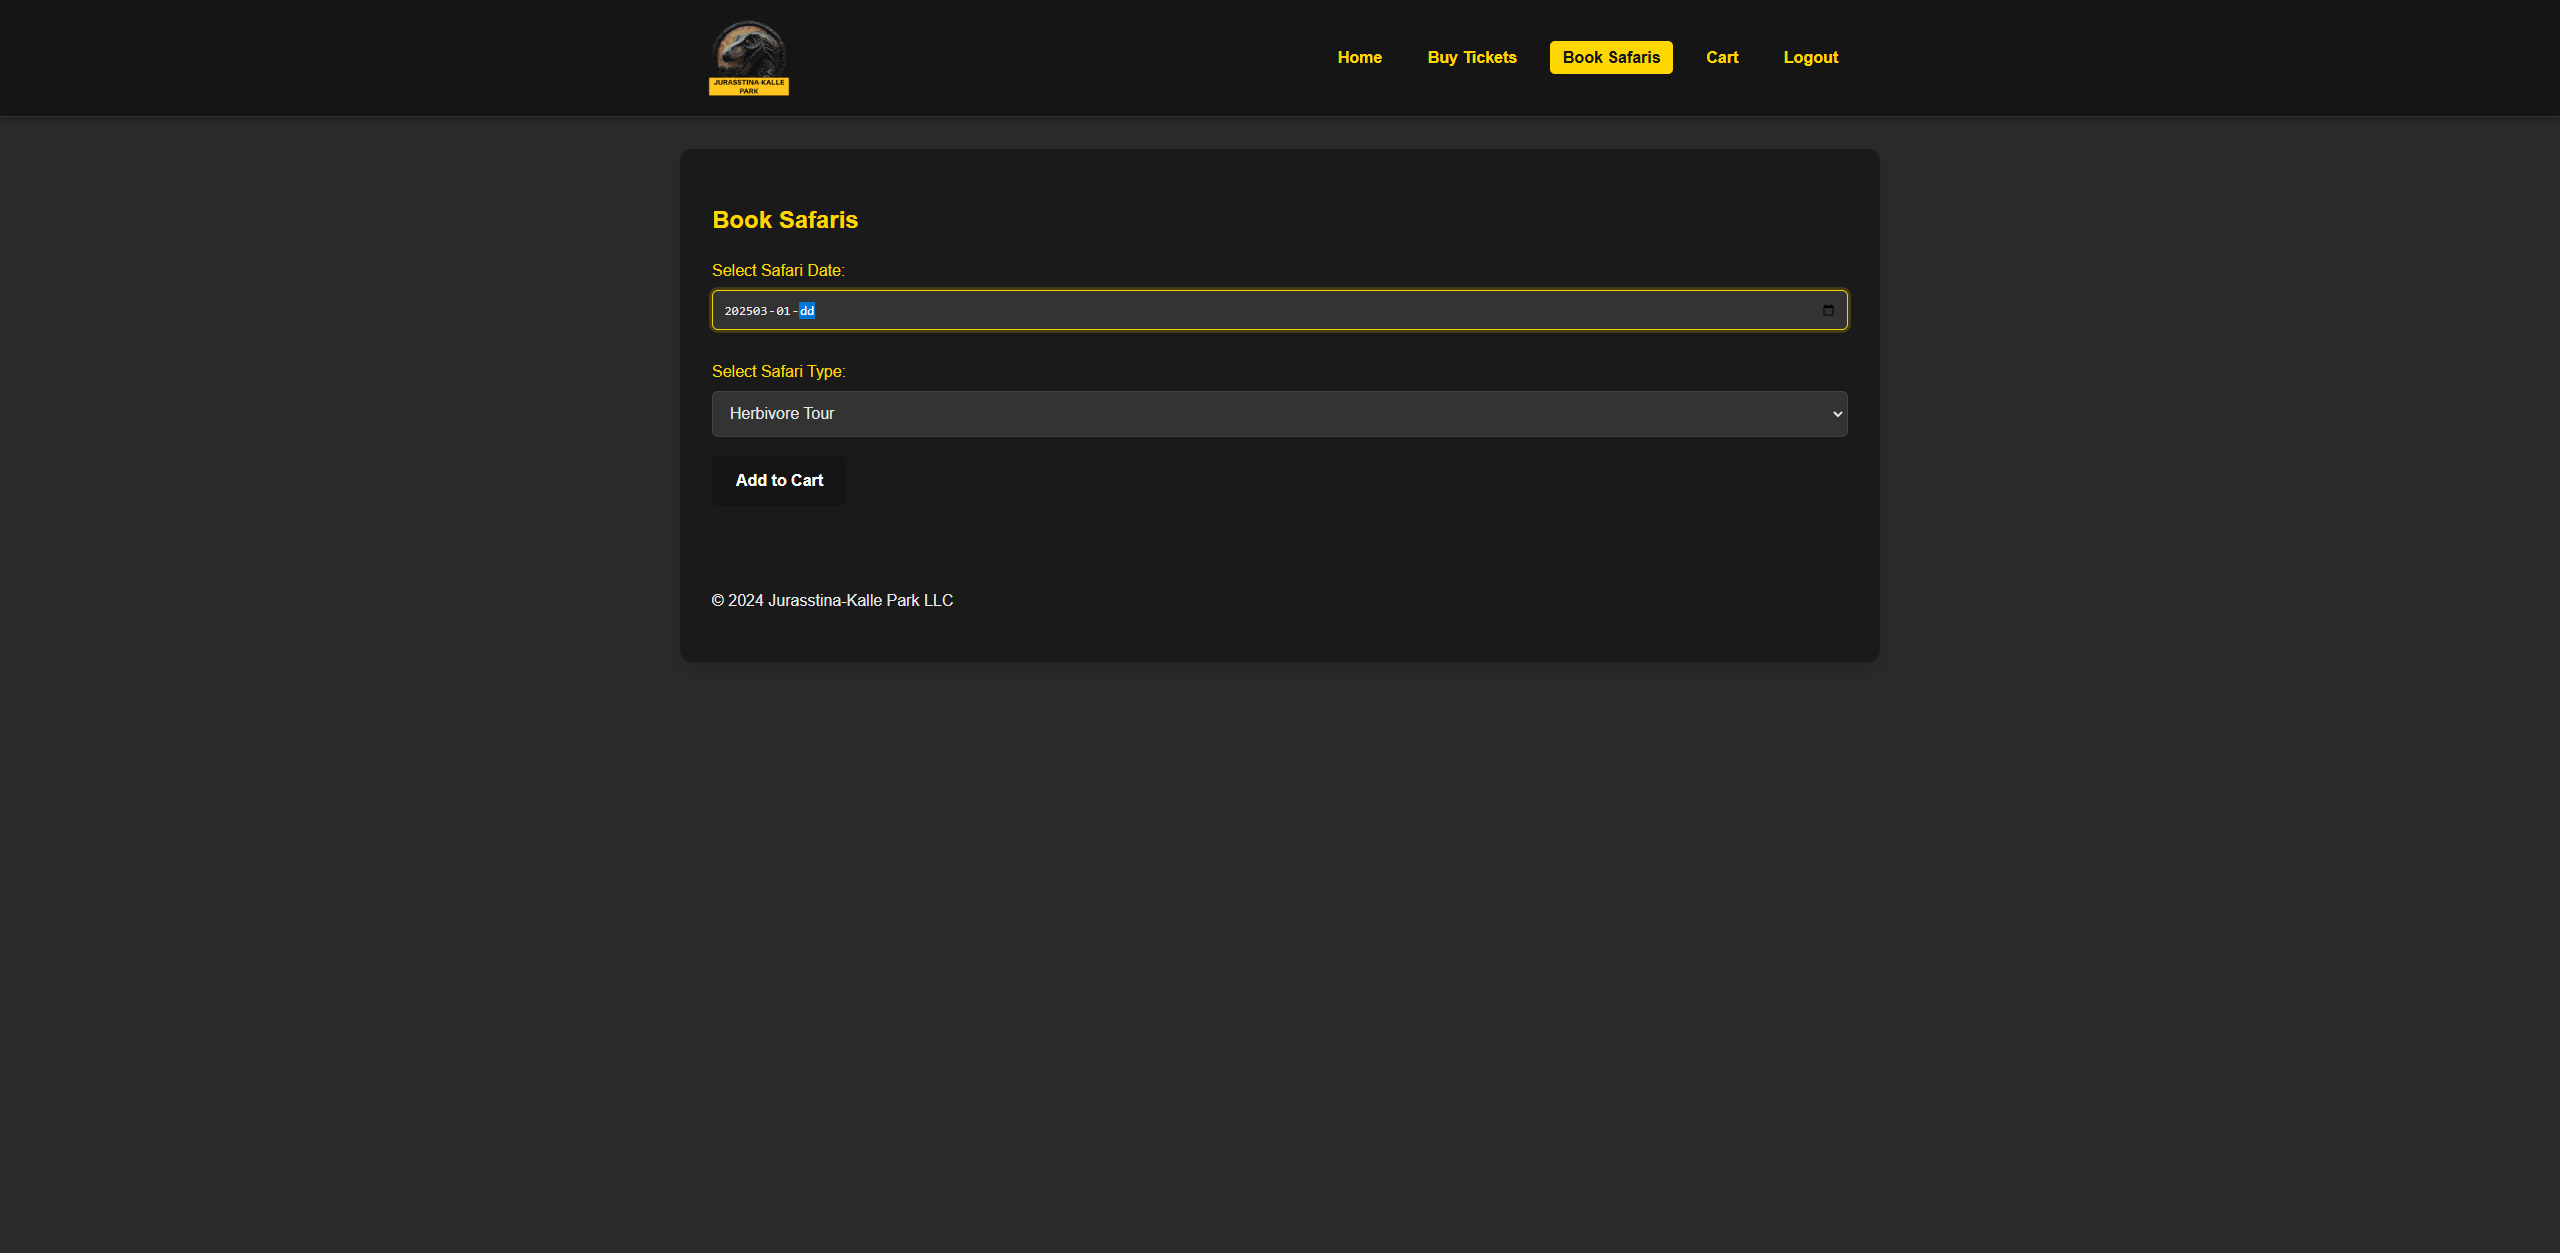 JURASSTINA-KALLE
PARK
Home Buy Tickets Book Safaris Cart Logout
Book Safaris
Select Safari Date:
202503-01-dd
Select Safari Type:
Herbivore Tour
Add to Cart
© 2024 Jurasstina-Kalle Park LLC